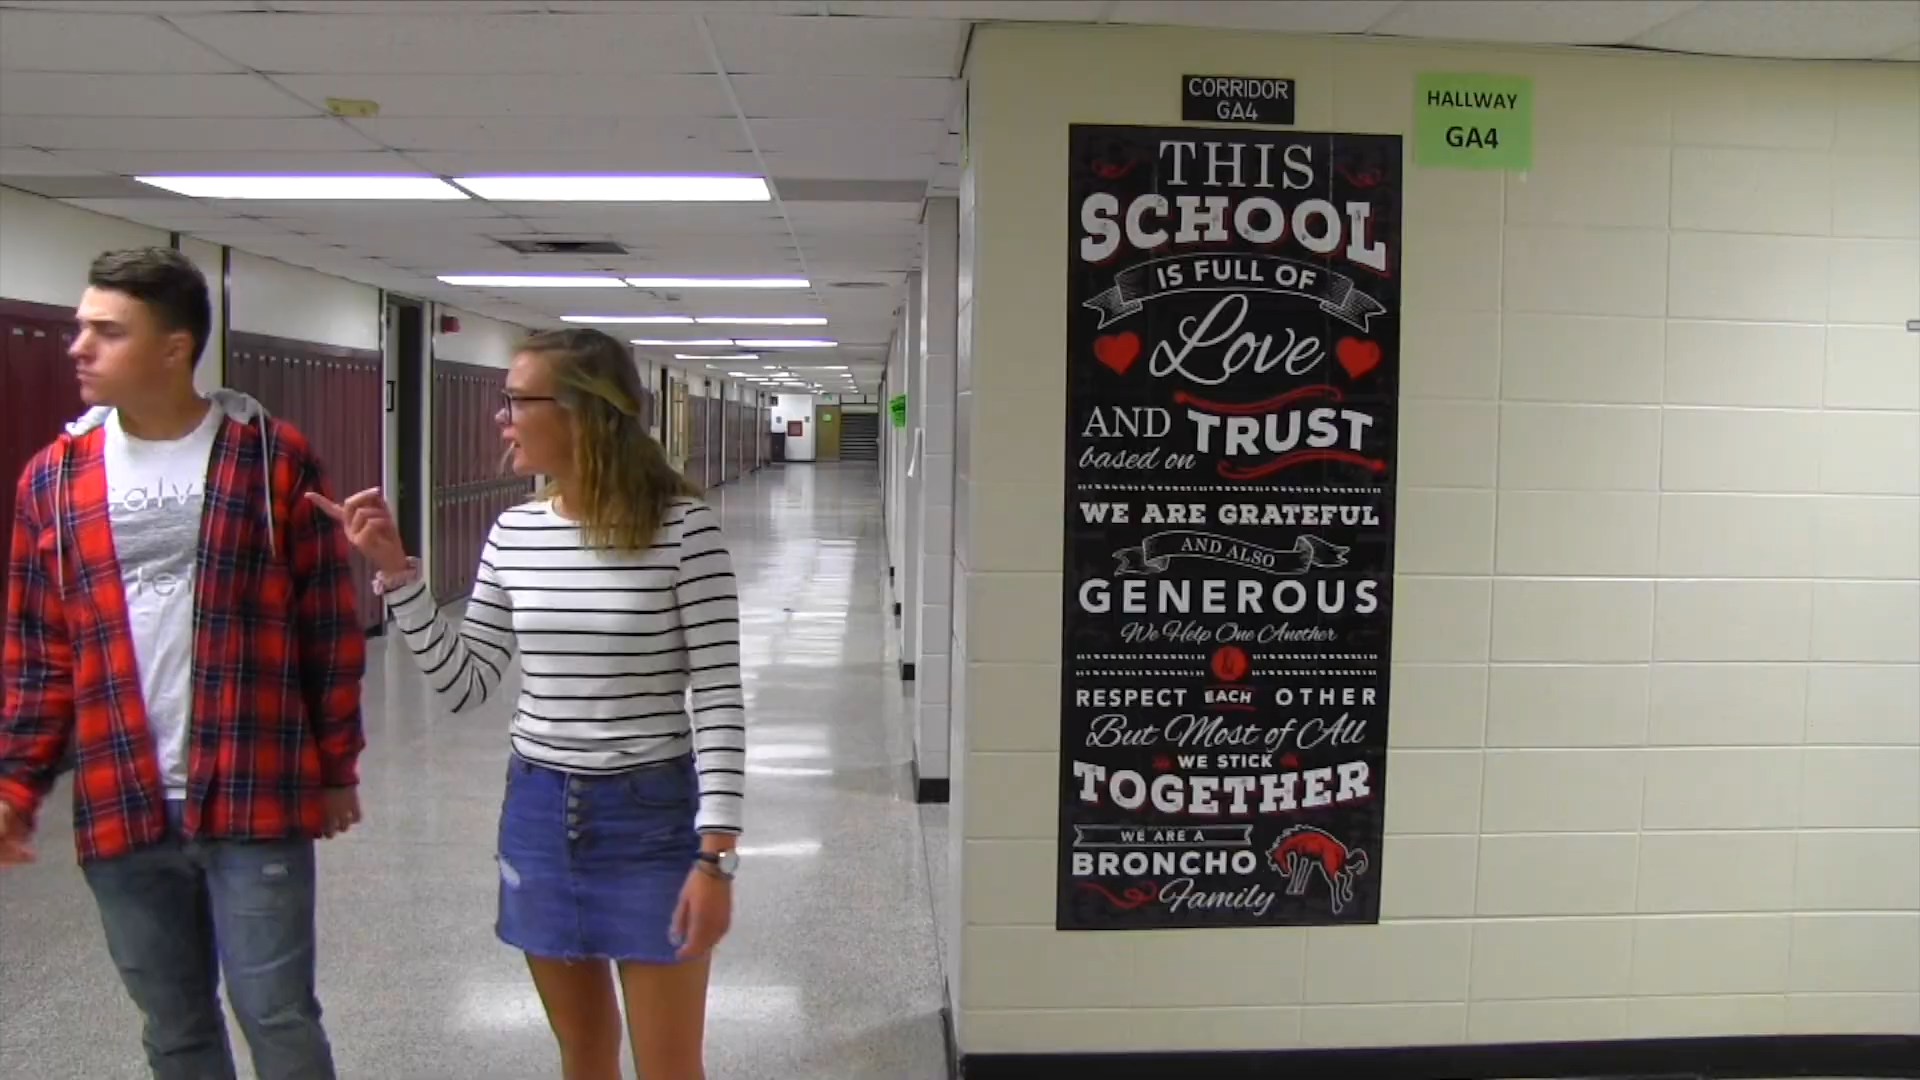 CORRIDOR
GA4
HALLWAY
GA4
THIS
SCHOOL
IS FULL OF
Love
AND TRUST
based on
WE ARE GRATEFUL
AND ALSO
GENEROUS
We Help One Another
RESPECT EACH OTHER
But Most of All
WE STICK
TOGETHER
WE ARE A
BRONCHO
Family